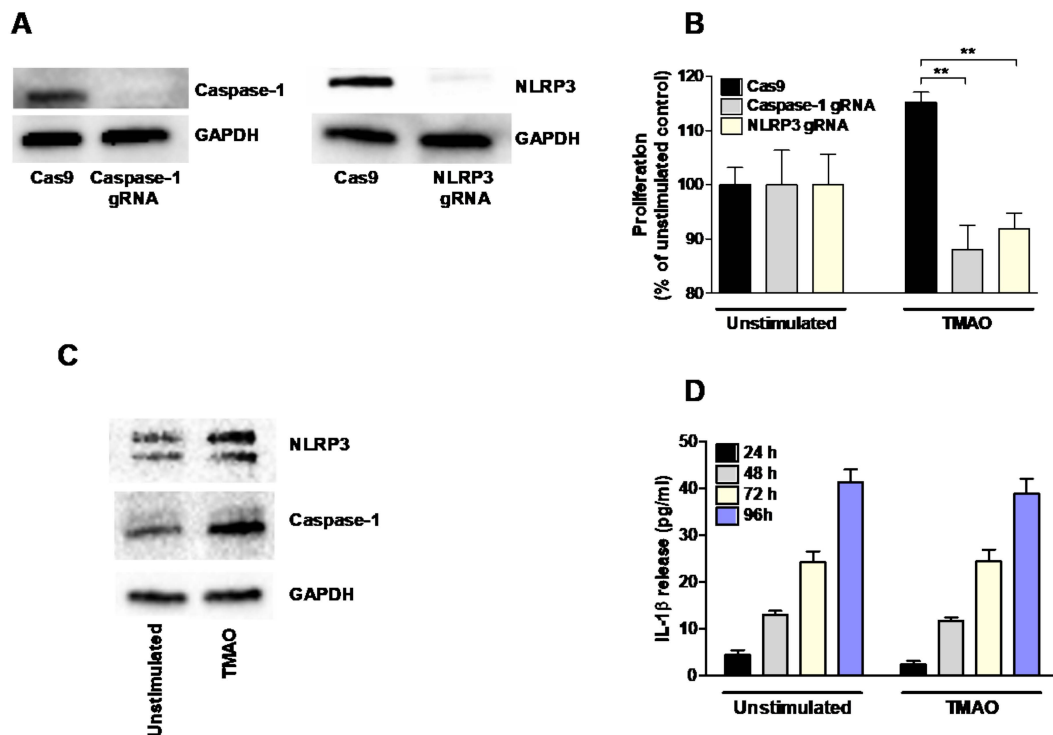 A
Caspase-1
GAPDH
Cas9
Caspase-1
gRNA
NLRP3
GAPDH
Cas9
NLRP3
gRNA
B
Proliferation
(% of unstimulated control)
120
110
100
90
80
Cas9
Caspase-1 gRNA
NLRP3 gRNA
**
**
Unstimulated
TMAO
C
NLRP3
Caspase-1
GAPDH
Unstimulated
TMAO
D
IL-1β release (pg/ml)
50
40
30
20
10
0
24 h
48 h
72 h
96h
Unstimulated
TMAO